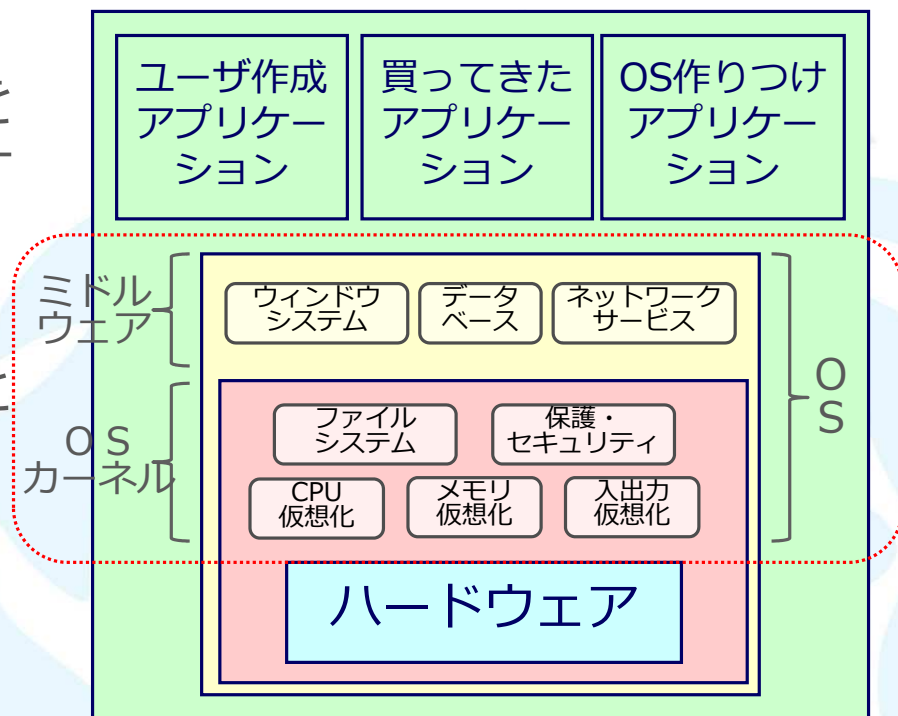 ユーザ作成
アプリケー
ション
買ってきた
アプリケー
ション
OS作りつけ
アプリケー
ション
ミドル
ウェア
ウィンドウ
システム
データ
ベース
ネットワーク
サービス
OS
OS
カーネル
ファイル
システム
保護・
セキュリティ
CPU
仮想化
メモリ
仮想化
入出力
仮想化
ハードウェア